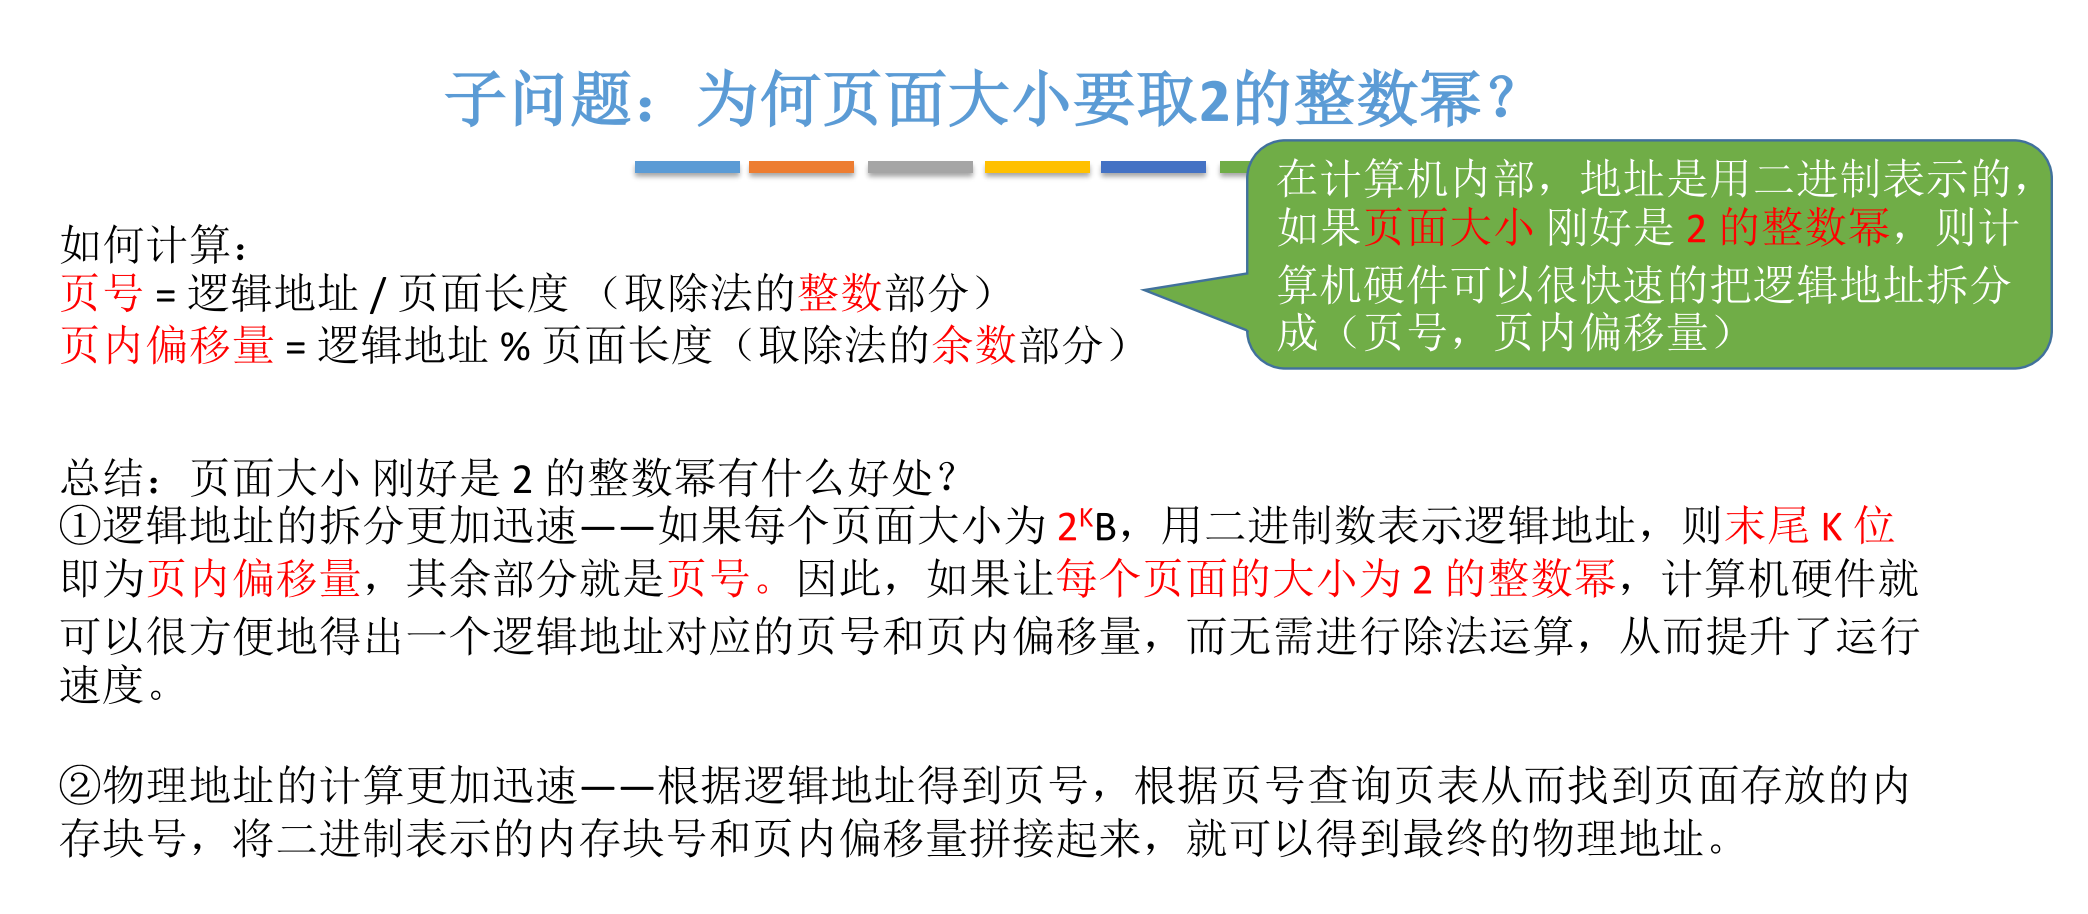 子问题：为何页面大小要取2的整数幂？
在计算机内部，地址是用二进制表示的，
如果页面大小 刚好是 2 的整数幂，则计
算机硬件可以很快速的把逻辑地址拆分
成（页号，页内偏移量）
如何计算：
页号 = 逻辑地址 / 页面长度 （取除法的整数部分）
页内偏移量 = 逻辑地址 % 页面长度（取除法的余数部分）
总结：页面大小 刚好是 2 的整数幂有什么好处？
①逻辑地址的拆分更加迅速——如果每个页面大小为 2ᴷB，用二进制数表示逻辑地址，则末尾 K 位
即为页内偏移量，其余部分就是页号。因此，如果让每个页面的大小为 2 的整数幂，计算机硬件就
可以很方便地得出一个逻辑地址对应的页号和页内偏移量，而无需进行除法运算，从而提升了运行
速度。
②物理地址的计算更加迅速——根据逻辑地址得到页号，根据页号查询页表从而找到页面存放的内
存块号，将二进制表示的内存块号和页内偏移量拼接起来，就可以得到最终的物理地址。